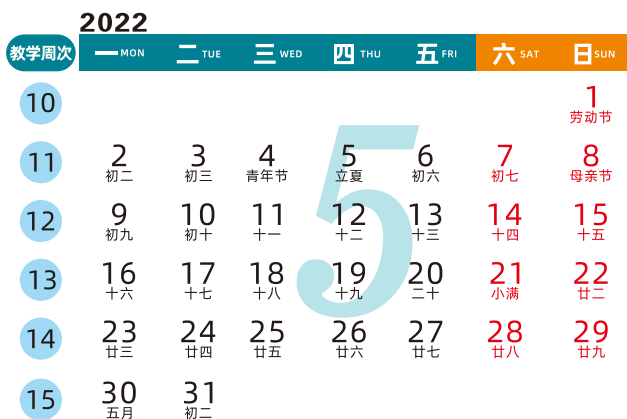 2022
教学周次 一 MON 二 TUE 三 WED 四 THU 五 FRI 六 SAT 日 SUN
5
10 1
劳动节
11 2 3 4 5 6 7 8
初二 初三 青年节 立夏 初六 初七 母亲节
12 9 10 11 12 13 14 15
初九 初十 十一 十二 十三 十四 十五
13 16 17 18 19 20 21 22
十六 十七 十八 十九 二十 小满 廿二
14 23 24 25 26 27 28 29
廿三 廿四 廿五 廿六 廿七 廿八 廿九
15 30 31
五月 初二